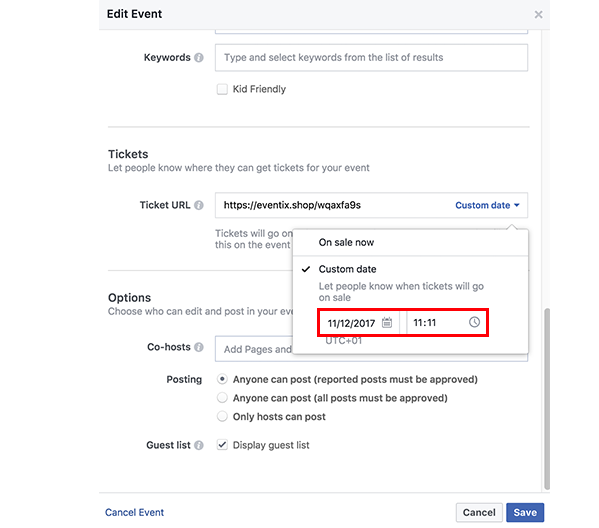 Edit Event
Keywords
Type and select keywords from the list of results
Kid Friendly
Tickets
Let people know where they can get tickets for your event
Ticket URL
https://eventix.shop/wqaxfa9s
Custom date
Tickets will go on
this on the event
On sale now
Custom date
Let people know when tickets will go
on sale
11/12/2017
11:11
UTC+01
Options
Choose who can edit and post in your
Co-hosts
Add Pages and
Posting
Anyone can post (reported posts must be approved)
Anyone can post (all posts must be approved)
Only hosts can post
Guest list
Display guest list
Cancel Event
Cancel
Save